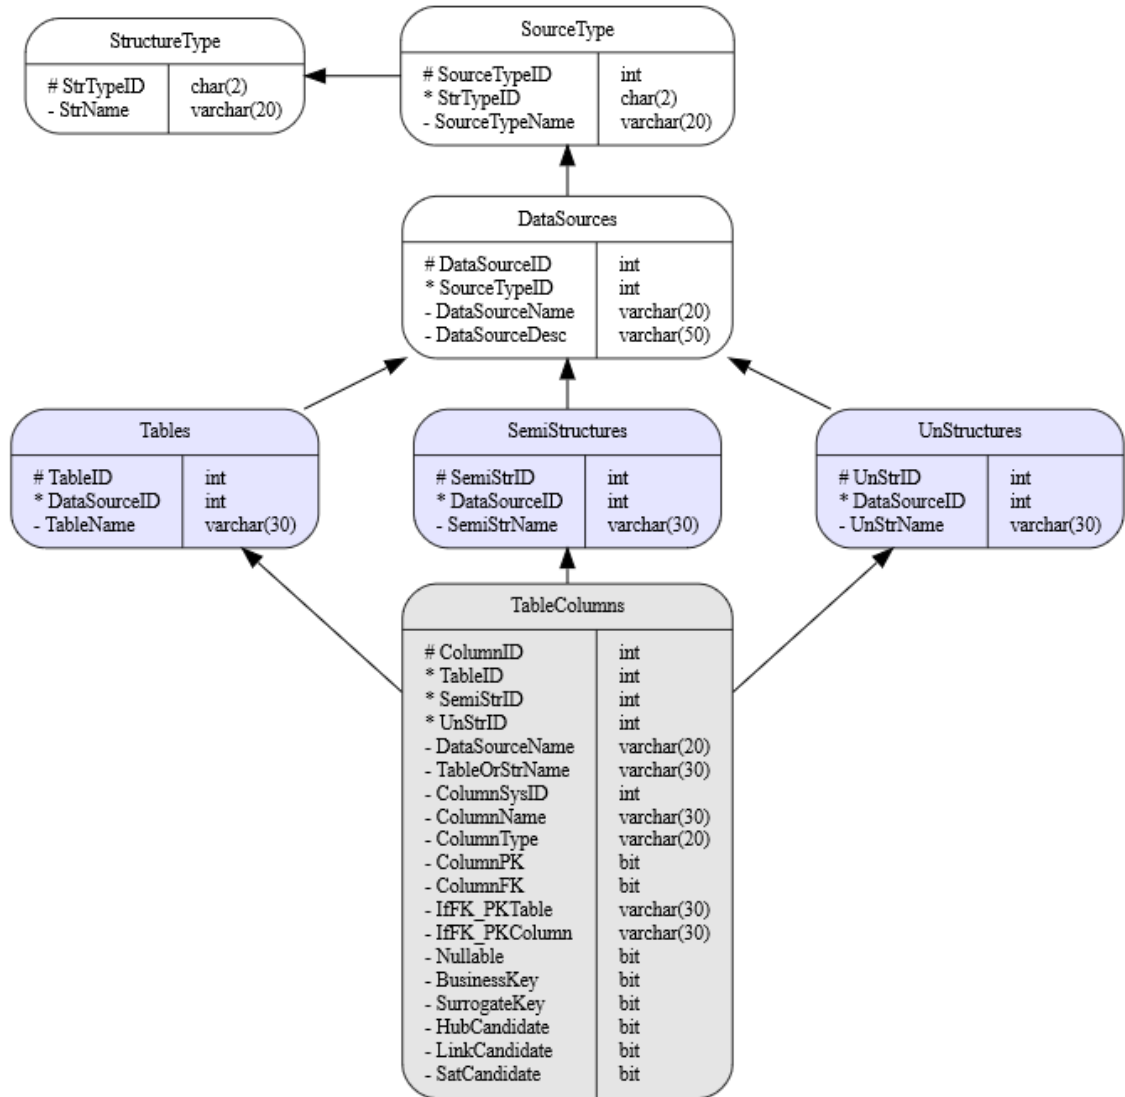 StructureType
# StrTypeID char(2)
- StrName varchar(20)
SourceType
# SourceTypeID int
* StrTypeID char(2)
- SourceTypeName varchar(20)
DataSources
# DataSourceID int
* SourceTypeID int
- DataSourceName varchar(20)
- DataSourceDesc varchar(50)
Tables
# TableID int
* DataSourceID int
- TableName varchar(30)
SemiStructures
# SemiStrID int
* DataSourceID int
- SemiStrName varchar(30)
UnStructures
# UnStrID int
* DataSourceID int
- UnStrName varchar(30)
TableColumns
# ColumnID int
* TableID int
* SemiStrID int
* UnStrID int
- DataSourceName varchar(20)
- TableOrStrName varchar(30)
- ColumnSysID int
- ColumnName varchar(30)
- ColumnType varchar(20)
- ColumnPK bit
- ColumnFK bit
- IfFK_PKTable varchar(30)
- IfFK_PKColumn varchar(30)
- Nullable bit
- BusinessKey bit
- SurrogateKey bit
- HubCandidate bit
- LinkCandidate bit
- SatCandidate bit